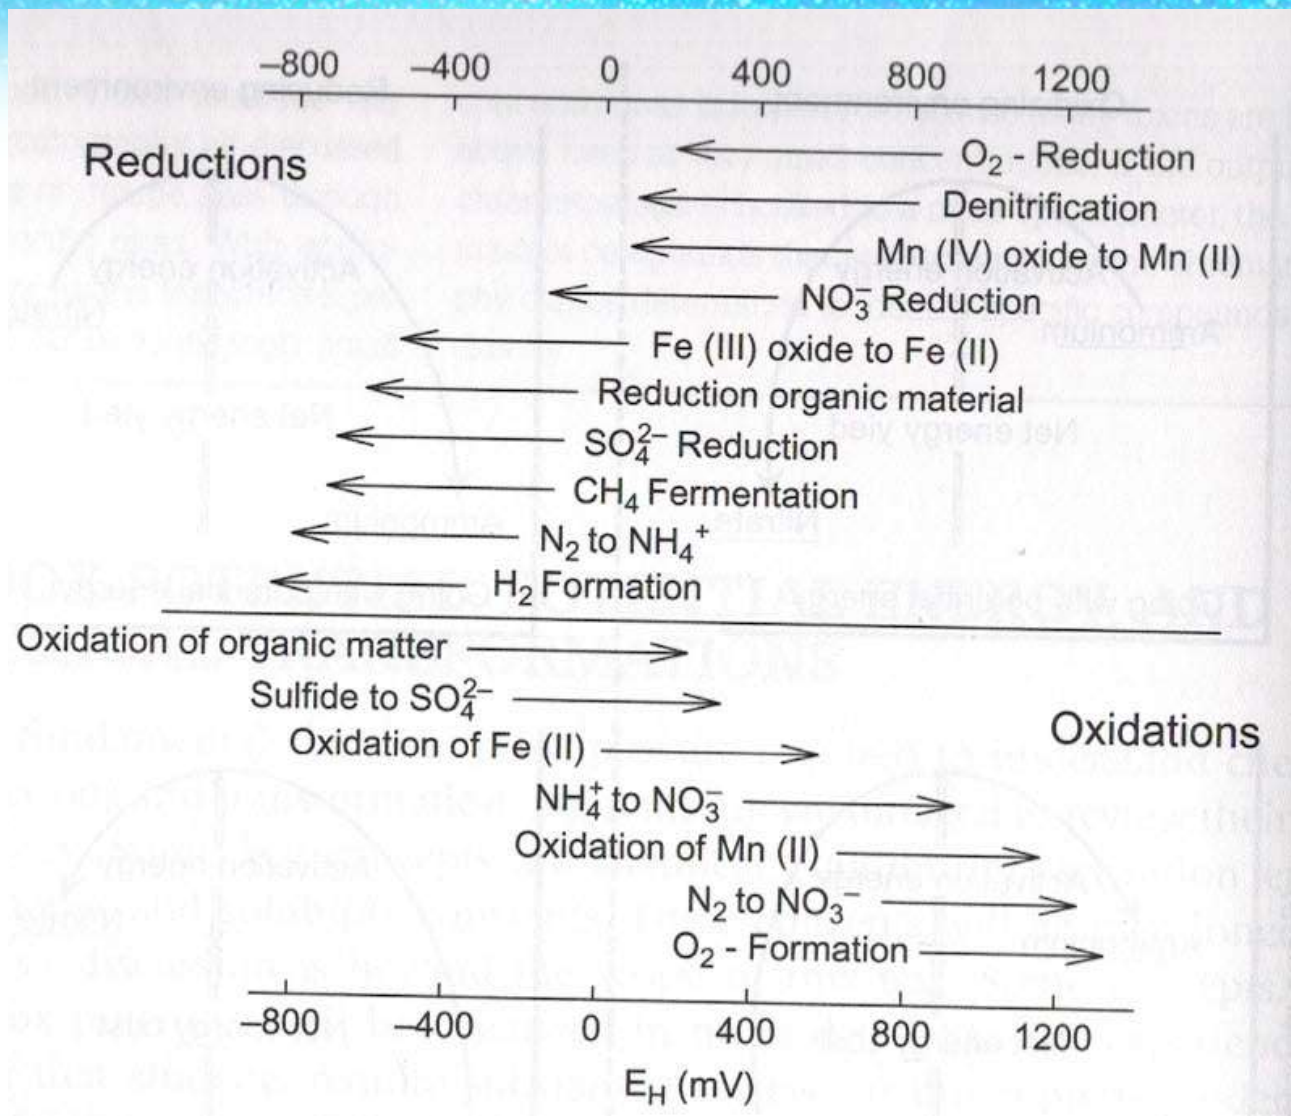 −800 −400 0 400 800 1200
Reductions
O₂ - Reduction
Denitrification
Mn (IV) oxide to Mn (II)
NO₃⁻ Reduction
Fe (III) oxide to Fe (II)
Reduction organic material
SO₄²⁻ Reduction
CH₄ Fermentation
N₂ to NH₄⁺
H₂ Formation
Oxidation of organic matter
Sulfide to SO₄²⁻
Oxidations
Oxidation of Fe (II)
NH₄⁺ to NO₃⁻
Oxidation of Mn (II)
N₂ to NO₃⁻
O₂ - Formation
−800 −400 0 400 800 1200
E_H (mV)